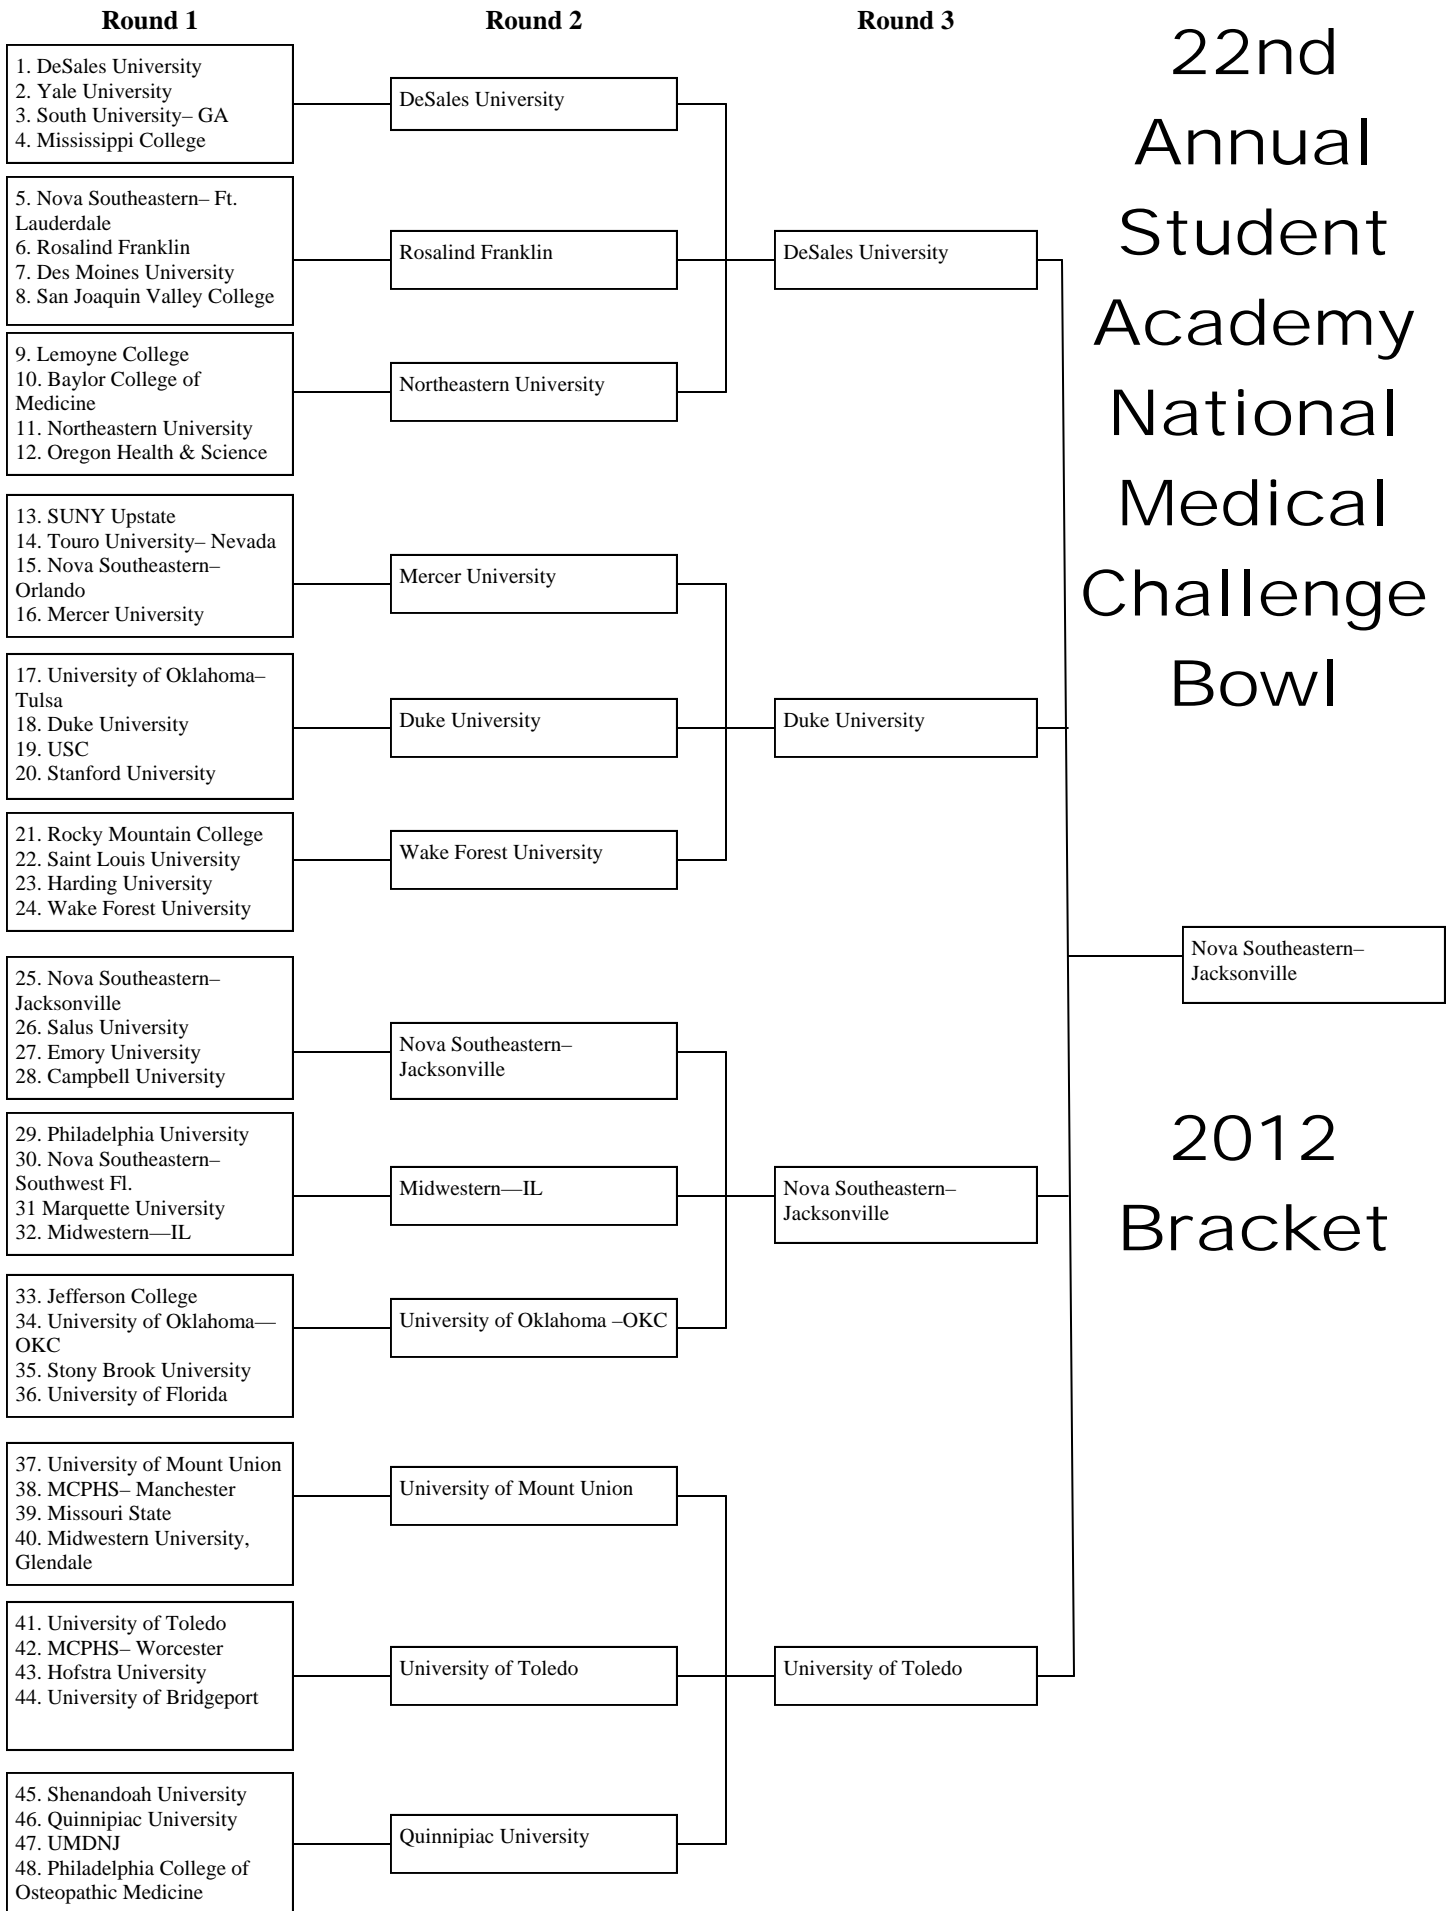 Round 1
Round 2
Round 3
22nd
Annual
Student
Academy
National
Medical
Challenge
Bowl
1. DeSales University
2. Yale University
3. South University– GA
4. Mississippi College
DeSales University
5. Nova Southeastern– Ft.
Lauderdale
6. Rosalind Franklin
7. Des Moines University
8. San Joaquin Valley College
Rosalind Franklin
DeSales University
9. Lemoyne College
10. Baylor College of
Medicine
11. Northeastern University
12. Oregon Health & Science
Northeastern University
13. SUNY Upstate
14. Touro University– Nevada
15. Nova Southeastern–
Orlando
16. Mercer University
Mercer University
17. University of Oklahoma–
Tulsa
18. Duke University
19. USC
20. Stanford University
Duke University
Duke University
21. Rocky Mountain College
22. Saint Louis University
23. Harding University
24. Wake Forest University
Wake Forest University
Nova Southeastern–
Jacksonville
25. Nova Southeastern–
Jacksonville
26. Salus University
27. Emory University
28. Campbell University
Nova Southeastern–
Jacksonville
29. Philadelphia University
30. Nova Southeastern–
Southwest Fl.
31 Marquette University
32. Midwestern—IL
Midwestern—IL
Nova Southeastern–
Jacksonville
2012
Bracket
33. Jefferson College
34. University of Oklahoma—
OKC
35. Stony Brook University
36. University of Florida
University of Oklahoma –OKC
37. University of Mount Union
38. MCPHS– Manchester
39. Missouri State
40. Midwestern University,
Glendale
University of Mount Union
41. University of Toledo
42. MCPHS– Worcester
43. Hofstra University
44. University of Bridgeport
University of Toledo
University of Toledo
45. Shenandoah University
46. Quinnipiac University
47. UMDNJ
48. Philadelphia College of
Osteopathic Medicine
Quinnipiac University